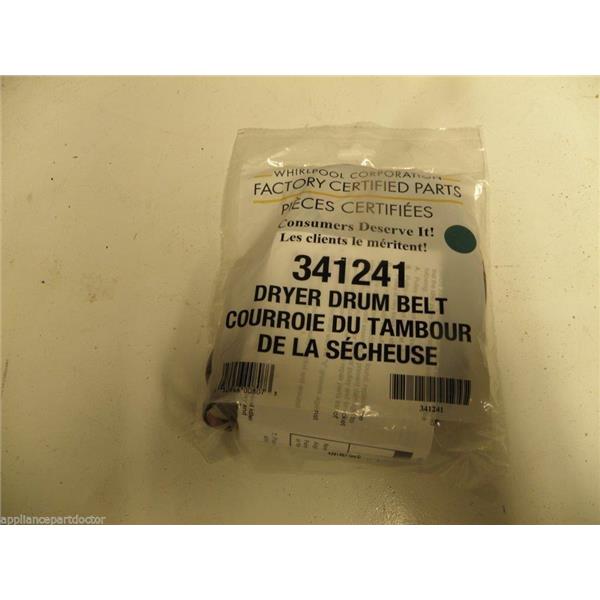 WHIRLPOOL CORPORATION
FACTORY CERTIFIED PARTS
PIÈCES CERTIFIÉES
Consumers Deserve It!
Les clients le méritent!
341241
DRYER DRUM BELT
COURROIE DU TAMBOUR
DE LA SÉCHEUSE
341241
appliancepartdoctor